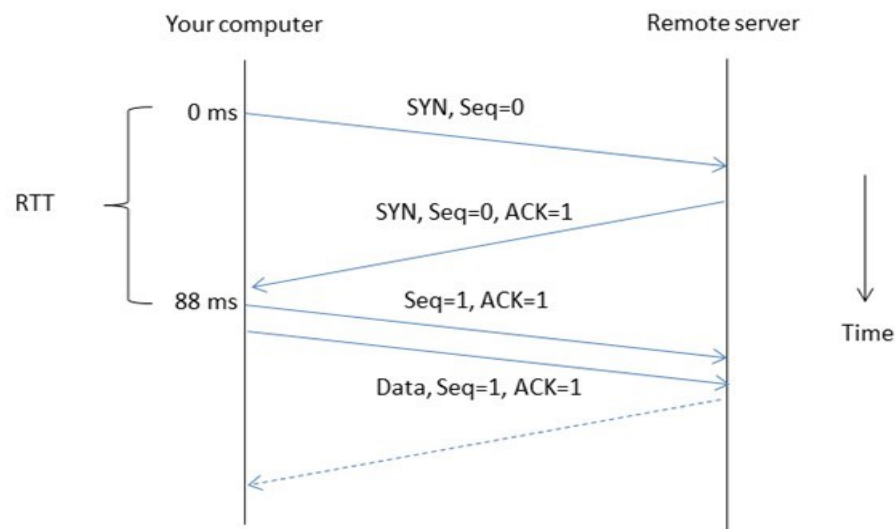 Your computer
Remote server
0 ms
SYN, Seq=0
RTT
SYN, Seq=0, ACK=1
88 ms
Seq=1, ACK=1
Time
Data, Seq=1, ACK=1